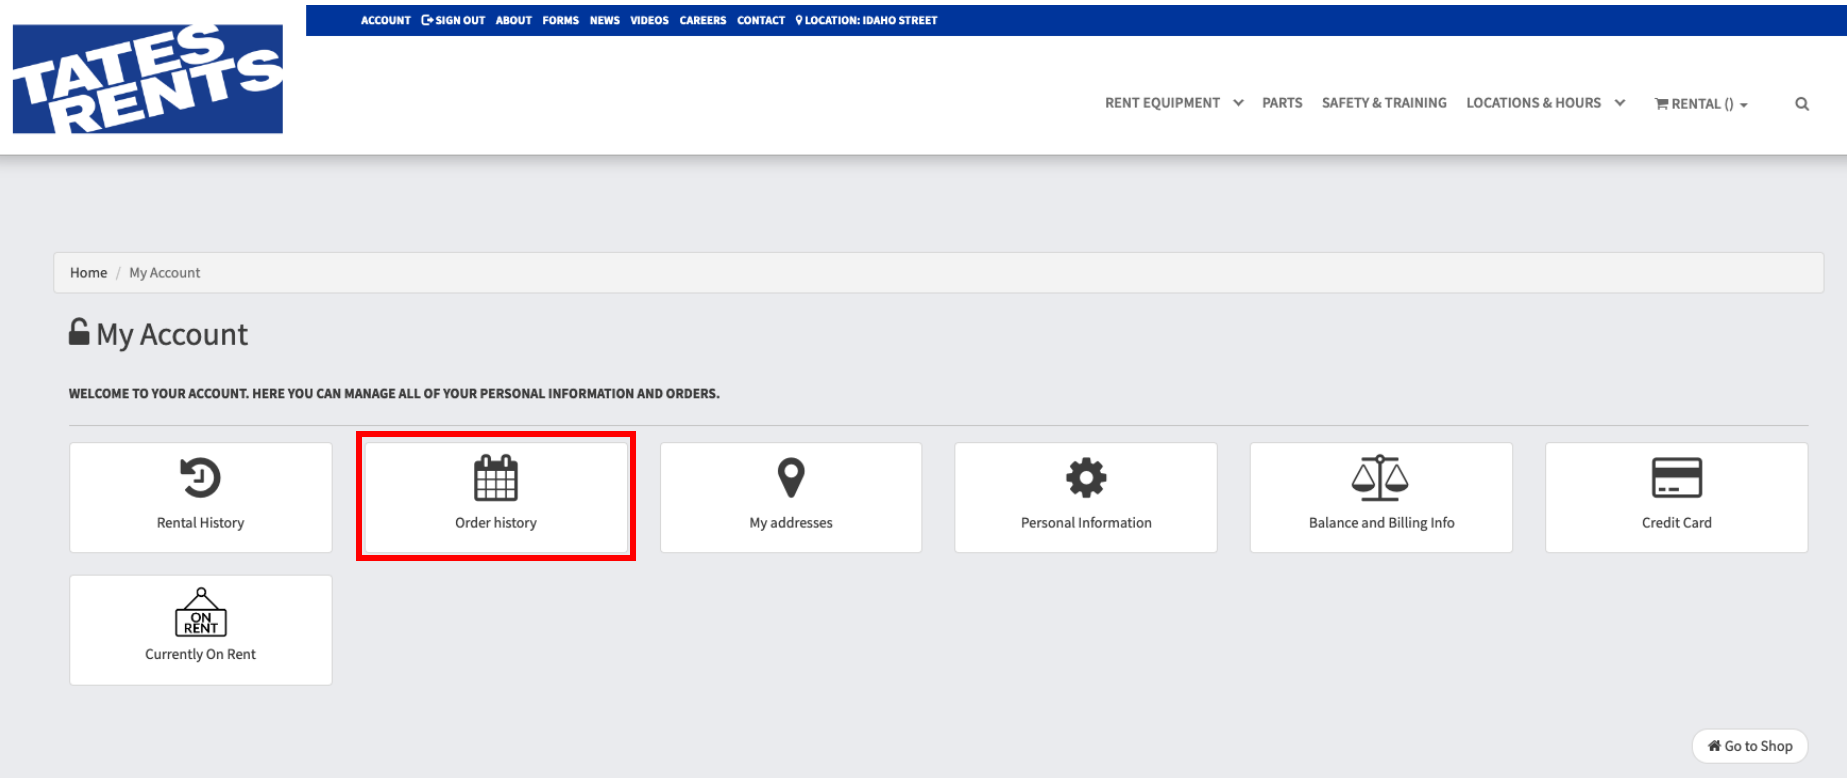 TATES
RENTS
ACCOUNT SIGN OUT ABOUT FORMS NEWS VIDEOS CAREERS CONTACT LOCATION: IDAHO STREET
RENT EQUIPMENT PARTS SAFETY & TRAINING LOCATIONS & HOURS RENTAL ()
Home / My Account
My Account
WELCOME TO YOUR ACCOUNT. HERE YOU CAN MANAGE ALL OF YOUR PERSONAL INFORMATION AND ORDERS.
Rental History
Order history
My addresses
Personal Information
Balance and Billing Info
Credit Card
ON
RENT
Currently On Rent
Go to Shop